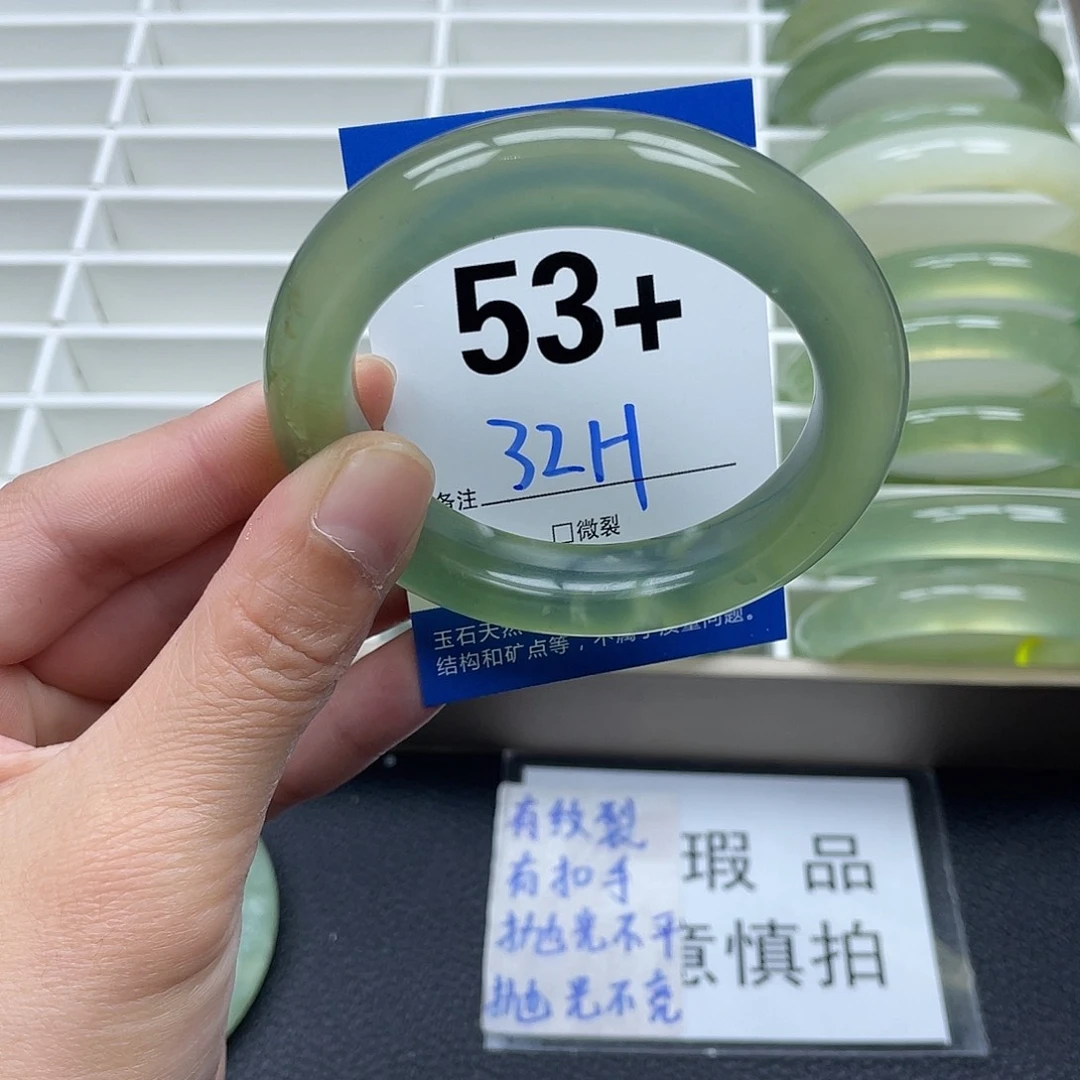 53+
32H
备注
□微裂
玉石天然
结构和矿点等，不属于质量问题。
有纹裂
有扣手
抛光不平
抛光不亮
瑕 品
意慎拍